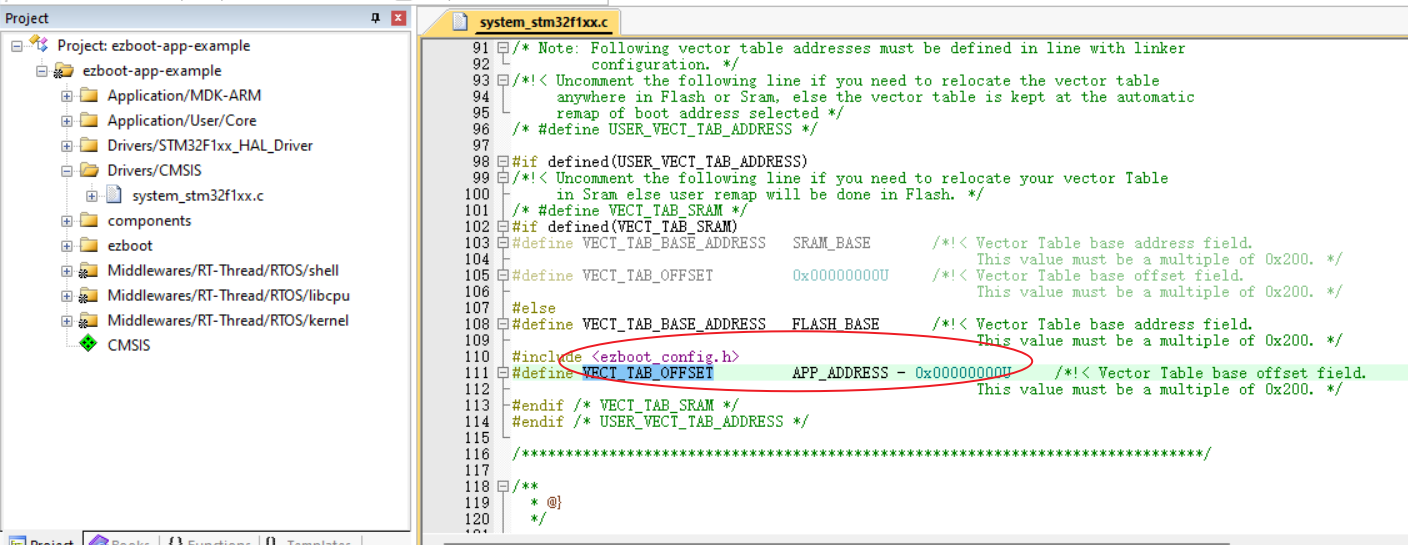 Project
Project: ezboot-app-example
ezboot-app-example
Application/MDK-ARM
Application/User/Core
Drivers/STM32F1xx_HAL_Driver
Drivers/CMSIS
system_stm32f1xx.c
components
ezboot
Middlewares/RT-Thread/RTOS/shell
Middlewares/RT-Thread/RTOS/libcpu
Middlewares/RT-Thread/RTOS/kernel
CMSIS
Project Books {} Functions Templates
system_stm32f1xx.c
91 /* Note: Following vector table addresses must be defined in line with linker
92 configuration. */
93 /*!< Uncomment the following line if you need to relocate the vector table
94 anywhere in Flash or Sram, else the vector table is kept at the automatic
95 remap of boot address selected */
96 /* #define USER_VECT_TAB_ADDRESS */
97
98 #if defined(USER_VECT_TAB_ADDRESS)
99 /*!< Uncomment the following line if you need to relocate your vector Table
100 in Sram else user remap will be done in Flash. */
101 /* #define VECT_TAB_SRAM */
102 #if defined(VECT_TAB_SRAM)
103 #define VECT_TAB_BASE_ADDRESS SRAM_BASE /*!< Vector Table base address field.
104 This value must be a multiple of 0x200. */
105 #define VECT_TAB_OFFSET 0x00000000U /*!< Vector Table base offset field.
106 This value must be a multiple of 0x200. */
107 #else
108 #define VECT_TAB_BASE_ADDRESS FLASH_BASE /*!< Vector Table base address field.
109 This value must be a multiple of 0x200. */
110 #include <ezboot_config.h>
111 #define VECT_TAB_OFFSET APP_ADDRESS - 0x00000000U /*!< Vector Table base offset field.
112 This value must be a multiple of 0x200. */
113 #endif /* VECT_TAB_SRAM */
114 #endif /* USER_VECT_TAB_ADDRESS */
115
116 /******************************************************************************/
117
118 /**
119 * @}
120 */